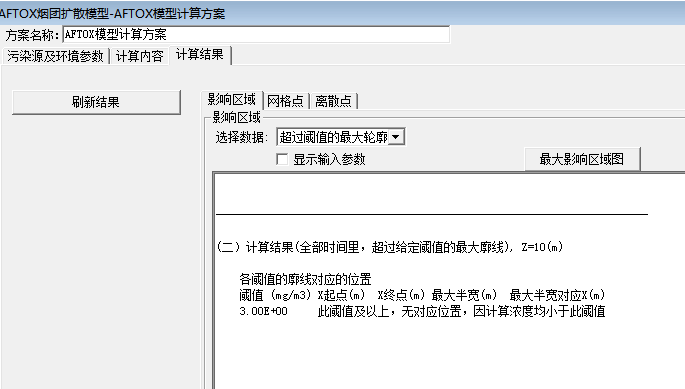 AFTOX烟团扩散模型-AFTOX模型计算方案
方案名称: AFTOX模型计算方案
污染源及环境参数 计算内容 计算结果
刷新结果
影响区域 网格点 离散点
影响区域
选择数据: 超过阈值的最大轮廓
显示输入参数
最大影响区域图
(二) 计算结果(全部时间里，超过给定阈值的最大廓线), Z=10(m)
各阈值的廓线对应的位置
阈值 (mg/m3) X起点(m) X终点(m) 最大半宽(m) 最大半宽对应X(m)
3.00E+00 此阈值及以上，无对应位置，因计算浓度均小于此阈值